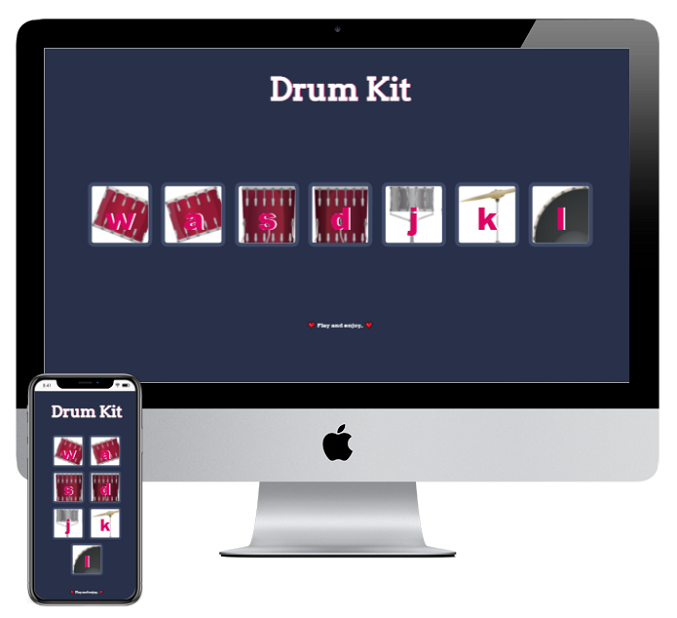 Drum Kit
w a s d j k l
Play and enjoy.
9:41
Drum Kit
w a
s d
j k
l
Play and enjoy.